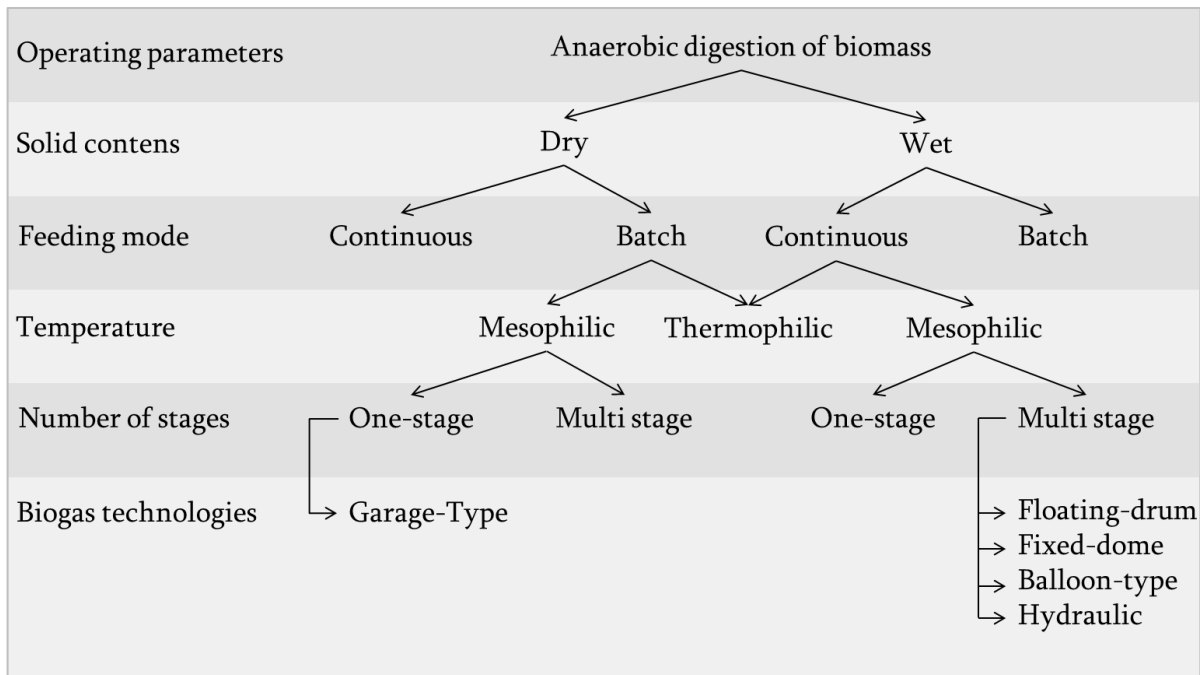 Operating parameters Anaerobic digestion of biomass
Solid contens Dry Wet
Feeding mode Continuous Batch Continuous Batch
Temperature Mesophilic Thermophilic Mesophilic
Number of stages One-stage Multi stage One-stage Multi stage
Biogas technologies Garage-Type Floating-drum
Fixed-dome
Balloon-type
Hydraulic